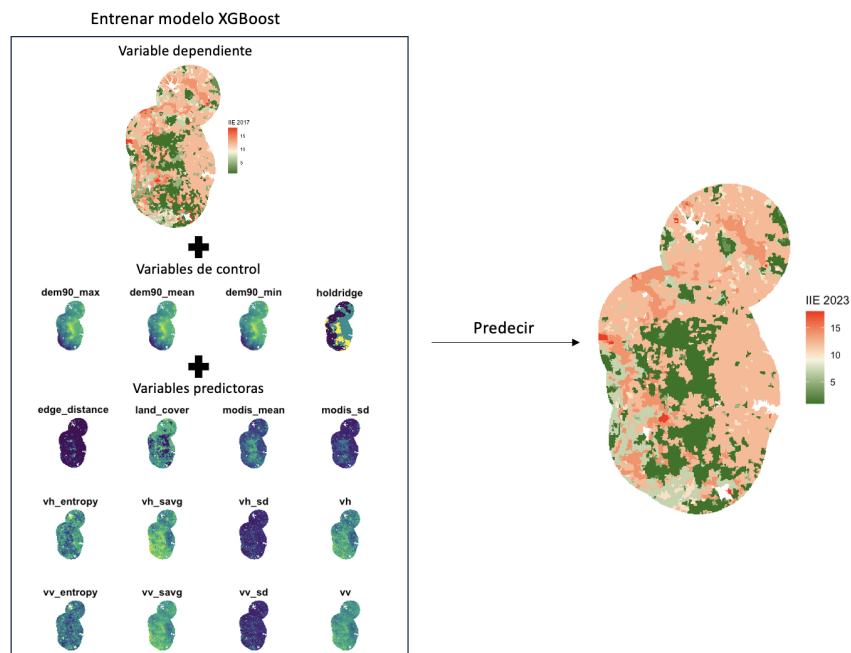 Entrenar modelo XGBoost
Variable dependiente
IIE 2017
15
10
5
Variables de control
dem90_max dem90_mean dem90_min holdridge
Variables predictoras
edge_distance land_cover modis_mean modis_sd
vh_entropy vh_savg vh_sd vh
vv_entropy vv_savg vv_sd vv
Predecir
IIE 2023
15
10
5